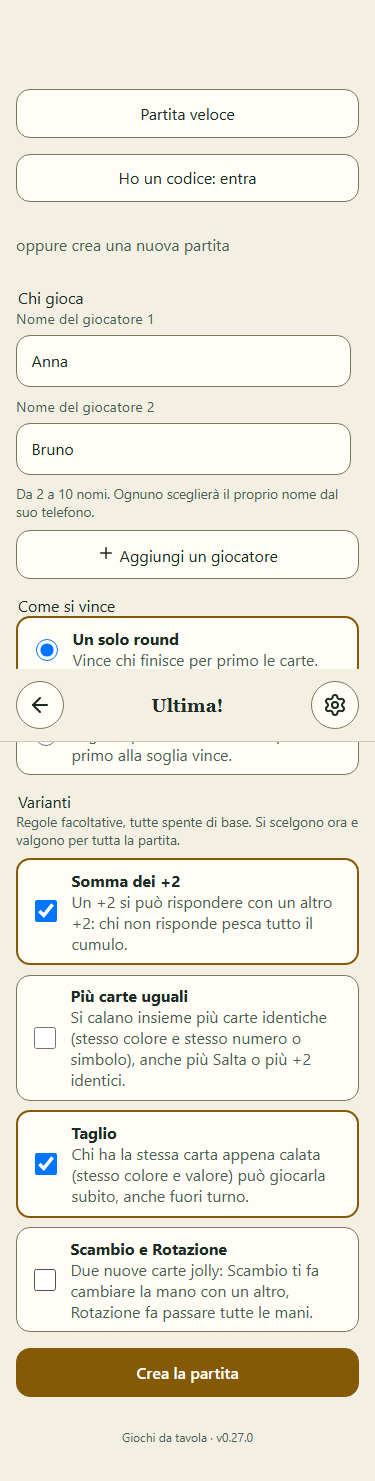 Partita veloce
Ho un codice: entra
oppure crea una nuova partita
Chi gioca
Nome del giocatore 1
Anna
Nome del giocatore 2
Bruno
Da 2 a 10 nomi. Ognuno sceglierà il proprio nome dal
suo telefono.
+ Aggiungi un giocatore
Come si vince
Un solo round
Vince chi finisce per primo le carte.
Ultima!
primo alla soglia vince.
Varianti
Regole facoltative, tutte spente di base. Si scelgono ora e
valgono per tutta la partita.
Somma dei +2
Un +2 si può rispondere con un altro
+2: chi non risponde pesca tutto il
cumulo.
Più carte uguali
Si calano insieme più carte identiche
(stesso colore e stesso numero o
simbolo), anche più Salta o più +2
identici.
Taglio
Chi ha la stessa carta appena calata
(stesso colore e valore) può giocarla
subito, anche fuori turno.
Scambio e Rotazione
Due nuove carte jolly: Scambio ti fa
cambiare la mano con un altro,
Rotazione fa passare tutte le mani.
Crea la partita
Giochi da tavola · v0.27.0